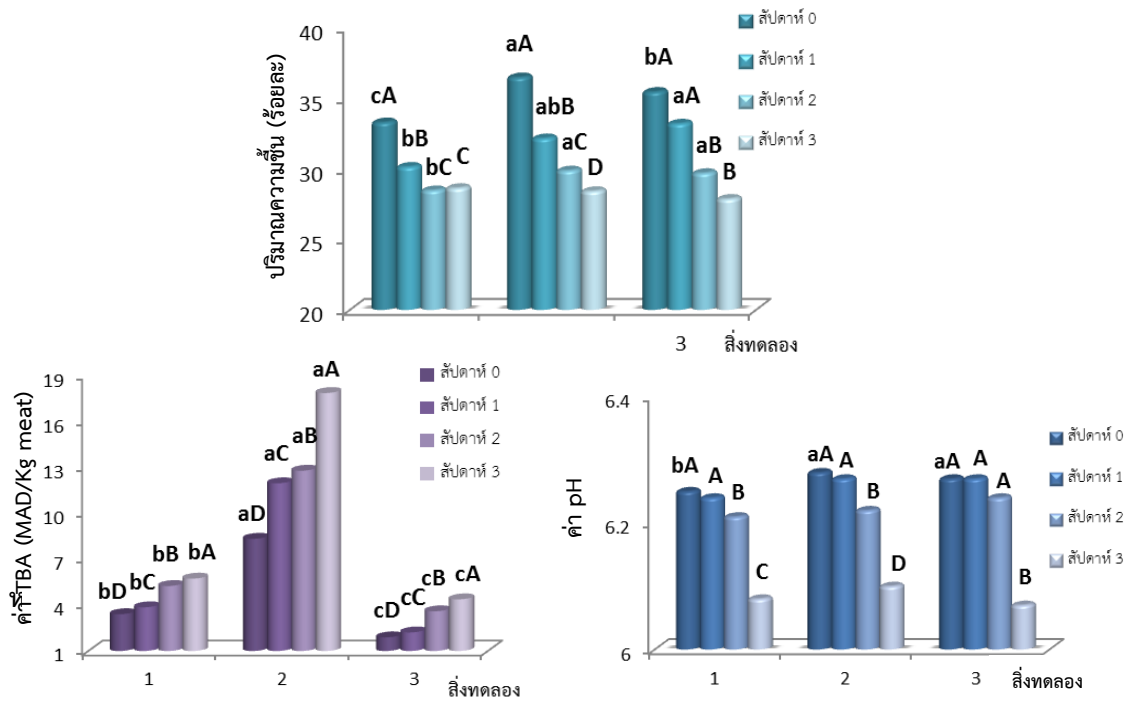 ปริมาณความชื้น (ร้อยละ)
40
35
30
25
20
cA
bB
bC
C
aA
abB
aC
D
bA
aA
aB
B
3
สิ่งทดลอง
สัปดาห์ 0
สัปดาห์ 1
สัปดาห์ 2
สัปดาห์ 3
ค่า TBA (MAD/Kg meat)
19
16
13
10
7
4
1
bD
bC
bB
bA
aD
aC
aB
aA
cD
cC
cB
cA
1
2
3
สิ่งทดลอง
สัปดาห์ 0
สัปดาห์ 1
สัปดาห์ 2
สัปดาห์ 3
ค่า pH
6.4
6.2
6
bA
A
B
C
aA
A
B
D
aA
A
A
B
1
2
3
สิ่งทดลอง
สัปดาห์ 0
สัปดาห์ 1
สัปดาห์ 2
สัปดาห์ 3